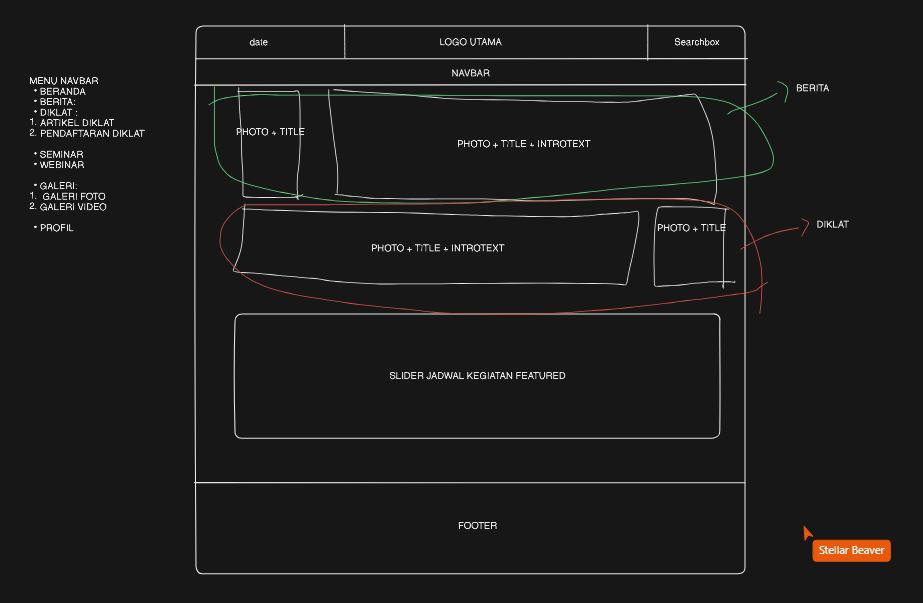 date
LOGO UTAMA
Searchbox
NAVBAR
MENU NAVBAR
• BERANDA
• BERITA:
• DIKLAT :
1. ARTIKEL DIKLAT
2. PENDAFTARAN DIKLAT
• SEMINAR
• WEBINAR
• GALERI:
1. GALERI FOTO
2. GALERI VIDEO
• PROFIL
PHOTO + TITLE
PHOTO + TITLE + INTROTEXT
BERITA
PHOTO + TITLE + INTROTEXT
PHOTO + TITLE
DIKLAT
SLIDER JADWAL KEGIATAN FEATURED
FOOTER
Stellar Beaver